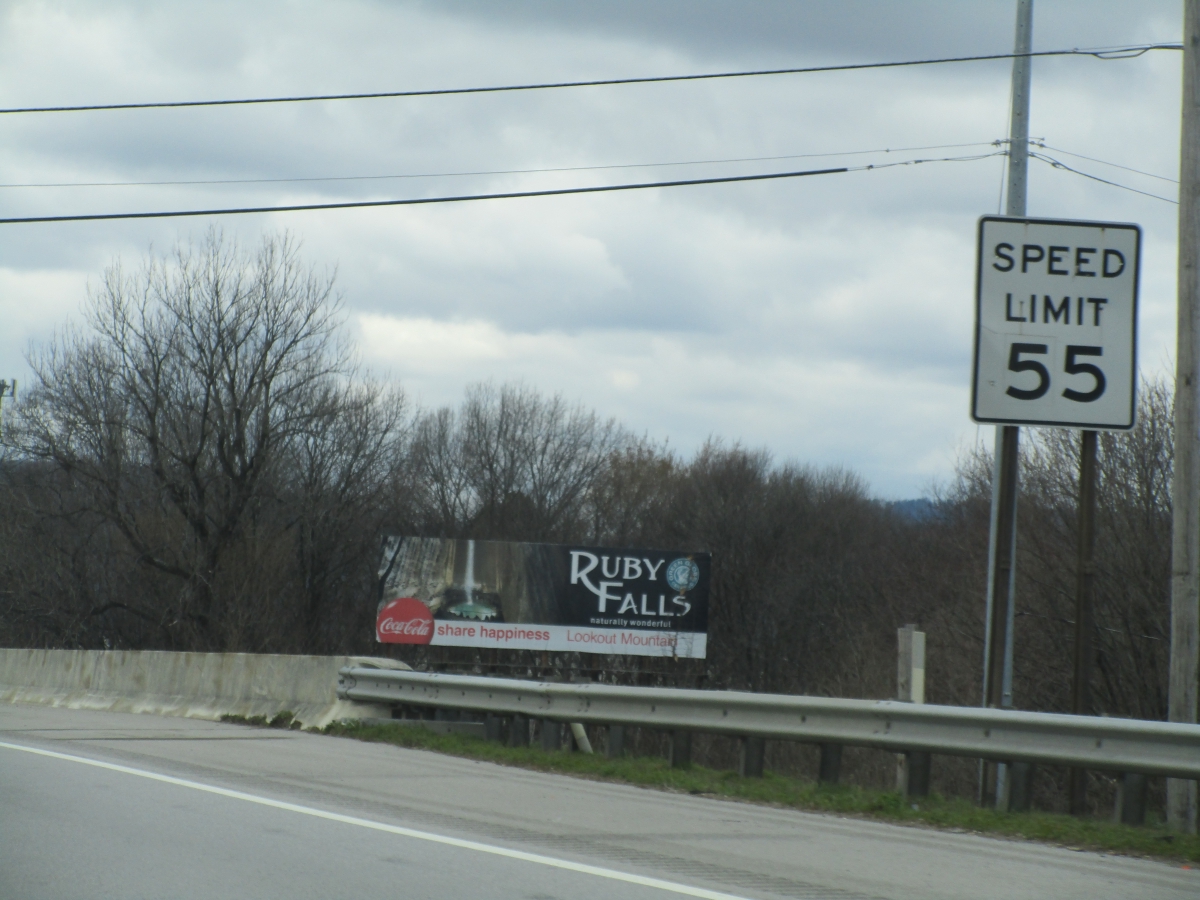 SPEED
LIMIT
55
RUBY
FALLS
naturally wonderful
Coca-Cola
share happiness
Lookout Mountain